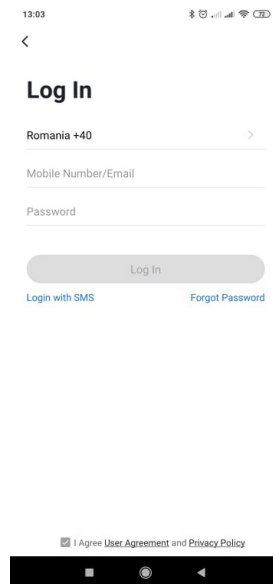 13:03
72
Log In
Romania +40
Mobile Number/Email
Password
Log In
Login with SMS Forgot Password
I Agree User Agreement and Privacy Policy